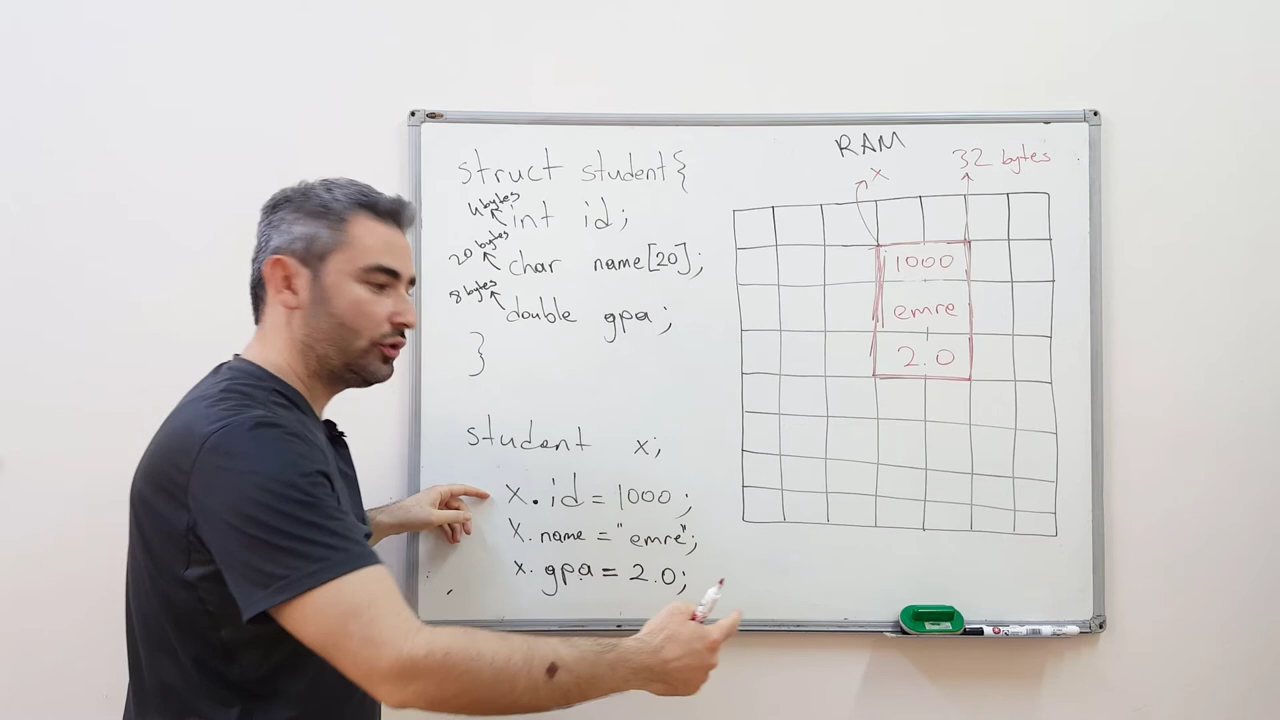 struct student{
4 bytes
int id;
20 bytes
char name[20];
8 bytes
double gpa;
}
student x;
x.id = 1000;
x.name = "emre";
x.gpa = 2.0;
RAM
x
32 bytes
1000
emre
2.0